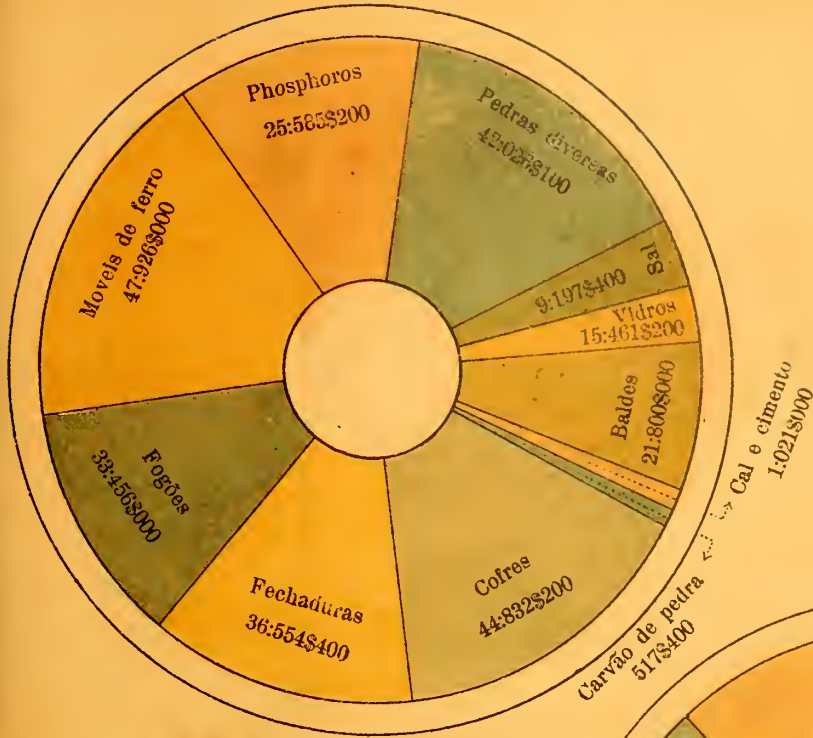 Phosphoros
25:585$200
Pedras diversas
$100
Sal
9:197$400
Vidros
15:461$200
Baldes
21:800$000
Cal e cimento
1:021$000
Carvão de pedra
517$400
Cofres
44:832$200
Fechaduras
36:554$400
Fogões
33:456$000
Moveis de ferro
47:926$000